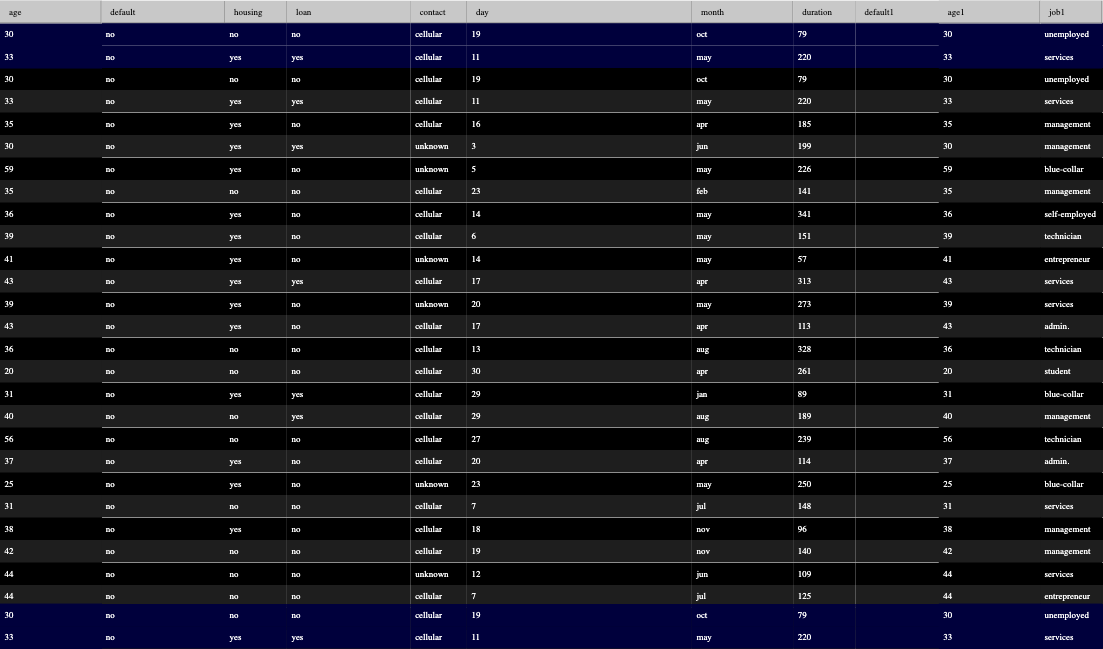 age default housing loan contact day month duration default1 age1 job1
30 no no no cellular 19 oct 79 30 unemployed
33 no yes yes cellular 11 may 220 33 services
30 no no no cellular 19 oct 79 30 unemployed
33 no yes yes cellular 11 may 220 33 services
35 no yes no cellular 16 apr 185 35 management
30 no yes yes unknown 3 jun 199 30 management
59 no yes no unknown 5 may 226 59 blue-collar
35 no no no cellular 23 feb 141 35 management
36 no yes no cellular 14 may 341 36 self-employed
39 no yes no cellular 6 may 151 39 technician
41 no yes no unknown 14 may 57 41 entrepreneur
43 no yes yes cellular 17 apr 313 43 services
39 no yes no unknown 20 may 273 39 services
43 no yes no cellular 17 apr 113 43 admin.
36 no no no cellular 13 aug 328 36 technician
20 no no no cellular 30 apr 261 20 student
31 no yes yes cellular 29 jan 89 31 blue-collar
40 no no yes cellular 29 aug 189 40 management
56 no no no cellular 27 aug 239 56 technician
37 no yes no cellular 20 apr 114 37 admin.
25 no yes no unknown 23 may 250 25 blue-collar
31 no no no cellular 7 jul 148 31 services
38 no yes no cellular 18 nov 96 38 management
42 no no no cellular 19 nov 140 42 management
44 no no no unknown 12 jun 109 44 services
44 no no no cellular 7 jul 125 44 entrepreneur
30 no no no cellular 19 oct 79 30 unemployed
33 no yes yes cellular 11 may 220 33 services